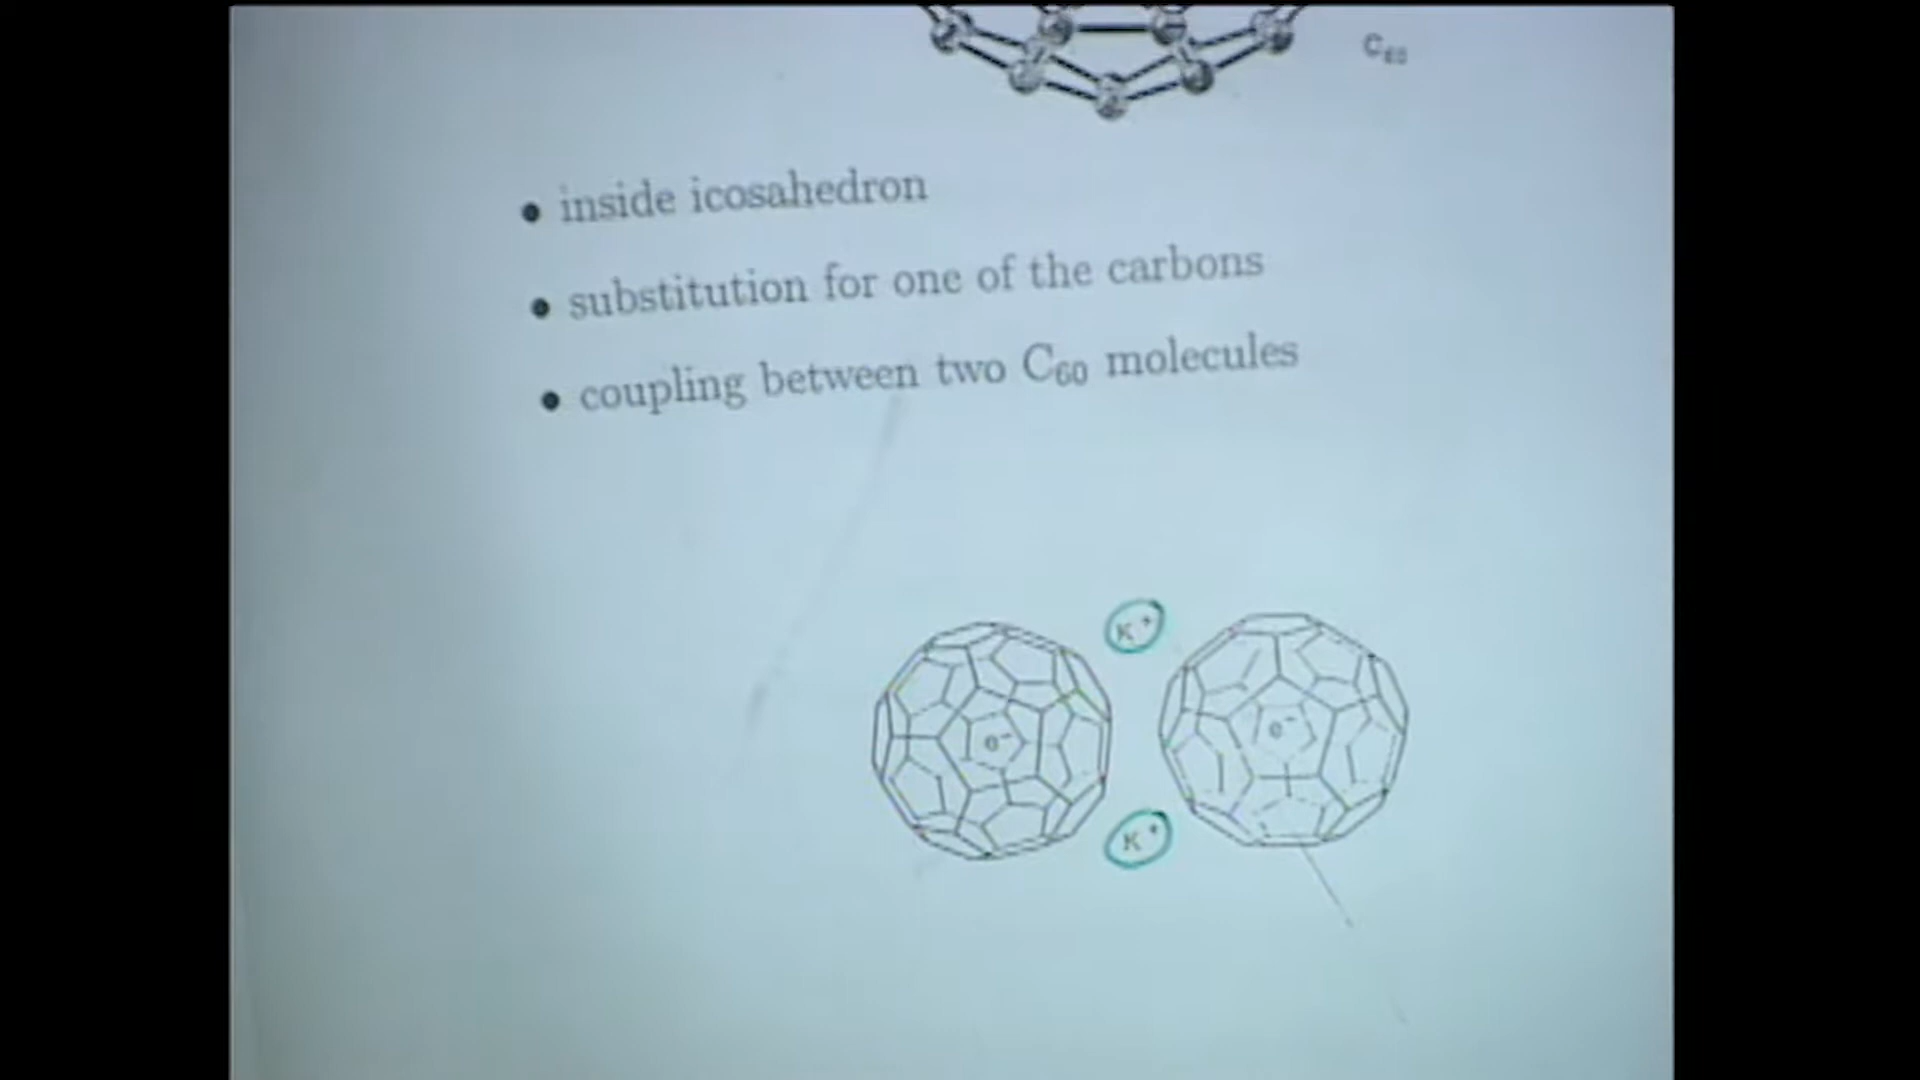 C₆₀
• inside icosahedron
• substitution for one of the carbons
• coupling between two C₆₀ molecules
K⁺
e⁻ e⁻
K⁺